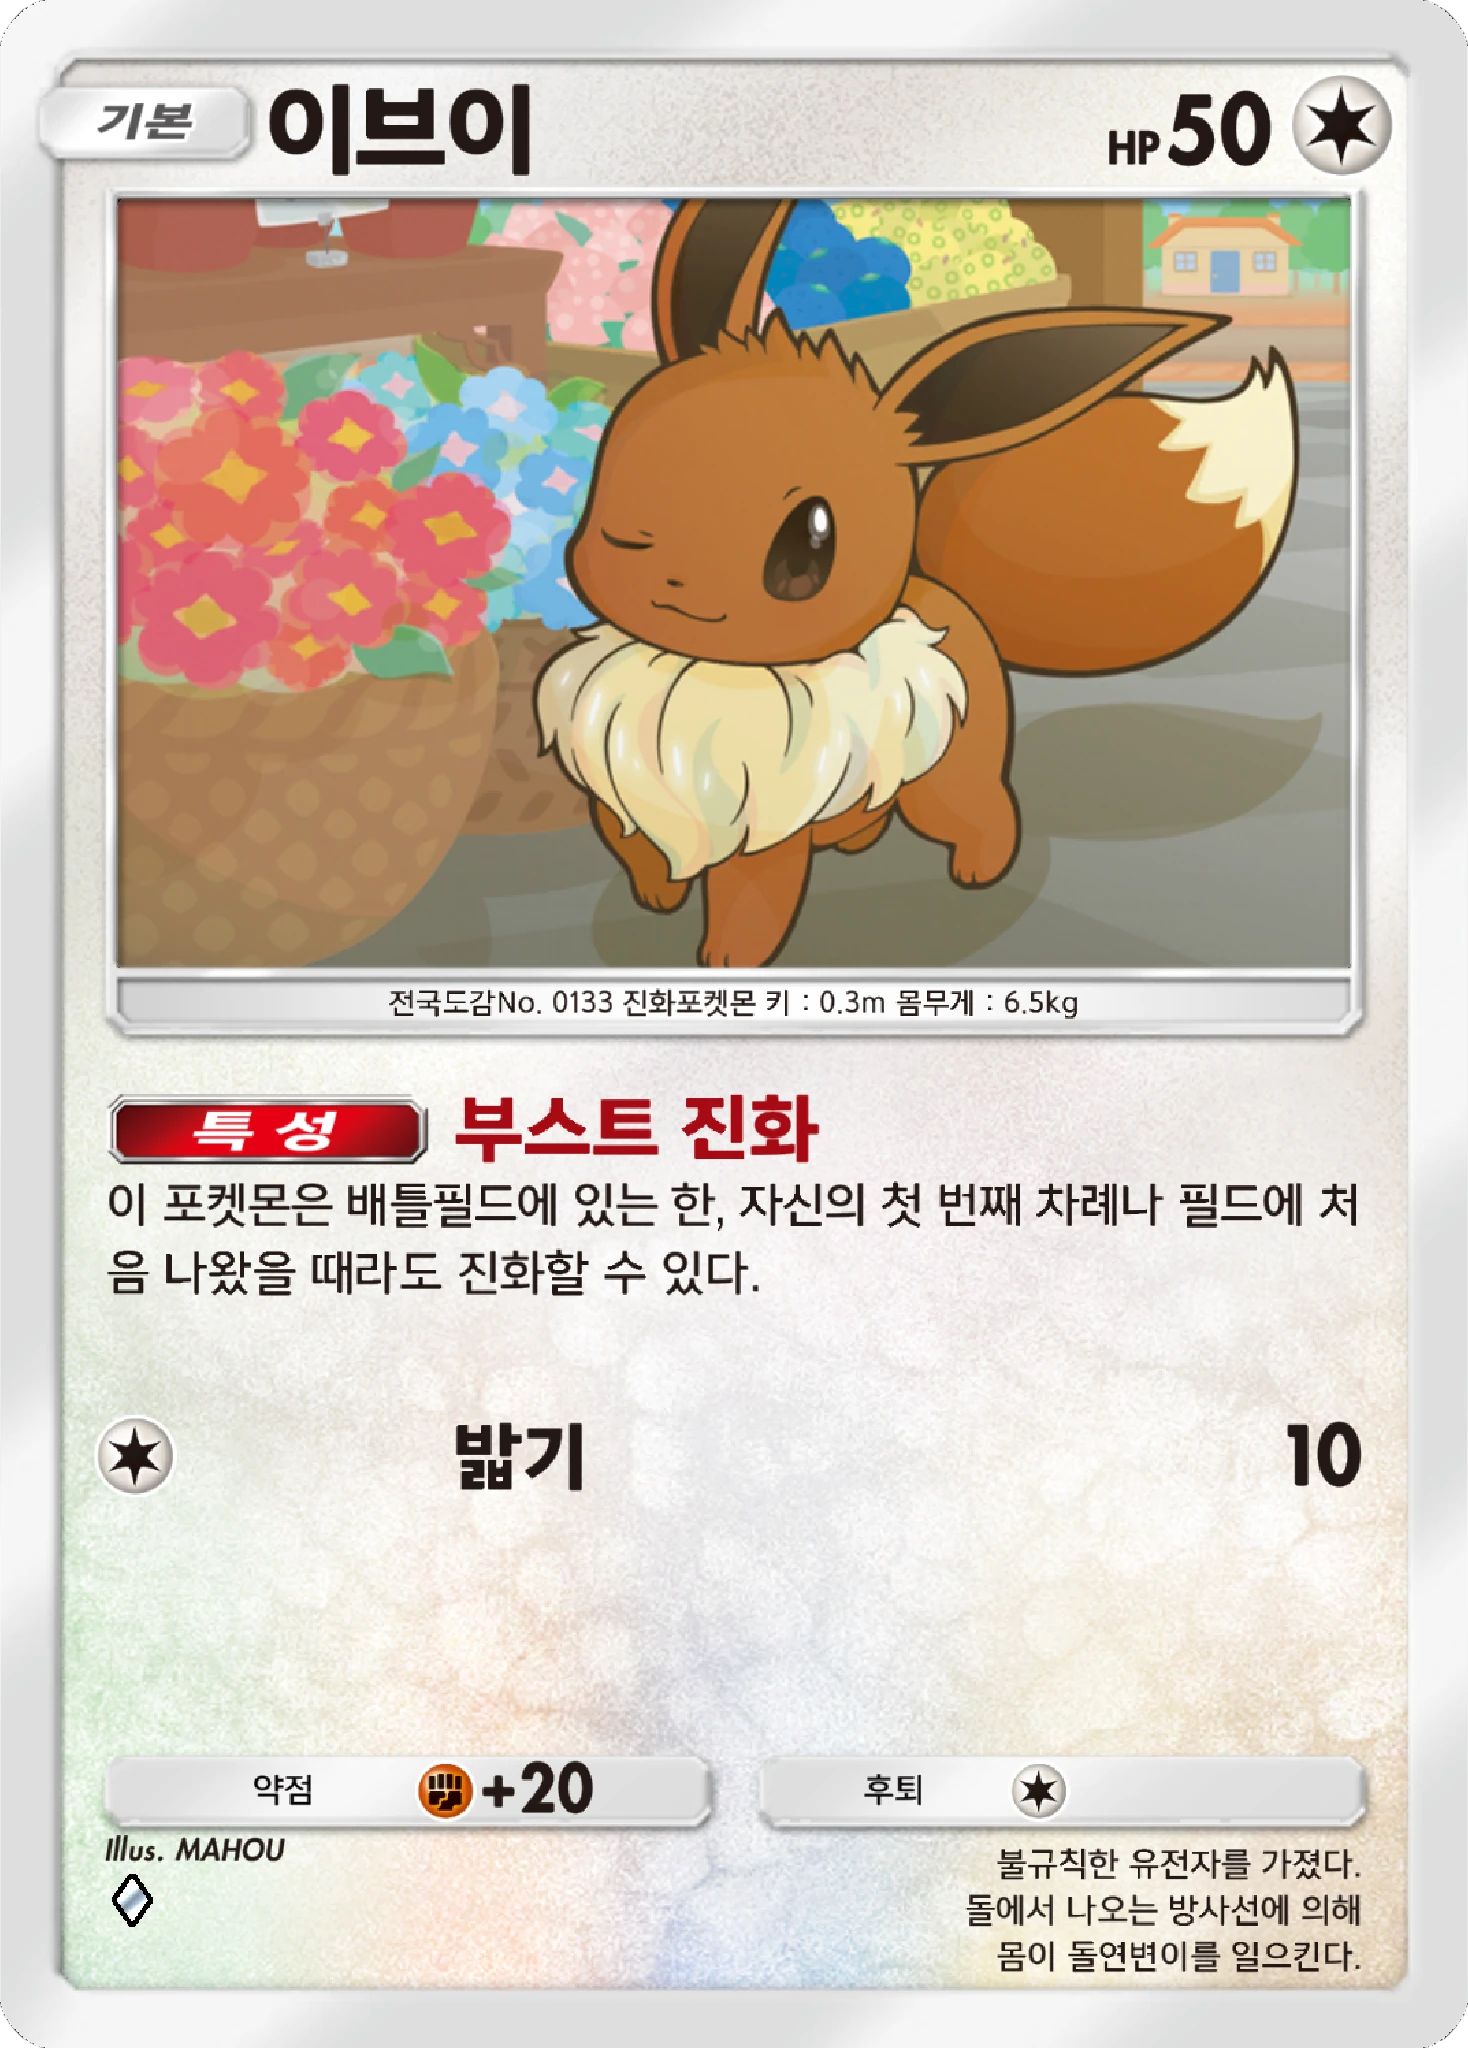 기본 이브이 HP 50
전국도감No. 0133 진화포켓몬 키 : 0.3m 몸무게 : 6.5kg
특성 부스트 진화
이 포켓몬은 배틀필드에 있는 한, 자신의 첫 번째 차례나 필드에 처
음 나왔을 때라도 진화할 수 있다.
밟기 10
약점 +20 후퇴
Illus. MAHOU
불규칙한 유전자를 가졌다.
돌에서 나오는 방사선에 의해
몸이 돌연변이를 일으킨다.